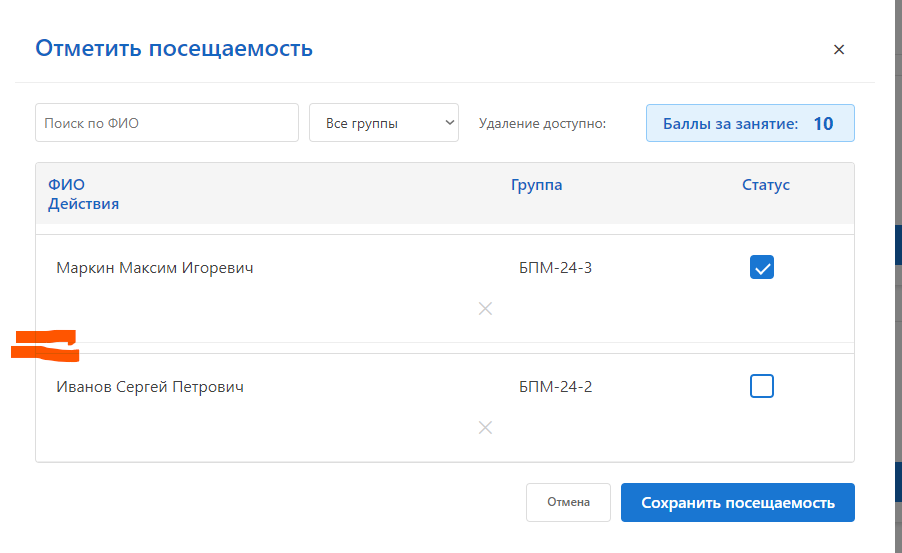 Отметить посещаемость
Поиск по ФИО
Все группы
Удаление доступно:
Баллы за занятие: 10
ФИО
Группа
Статус
Действия
Маркин Максим Игоревич
БПМ-24-3
Иванов Сергей Петрович
БПМ-24-2
Отмена
Сохранить посещаемость